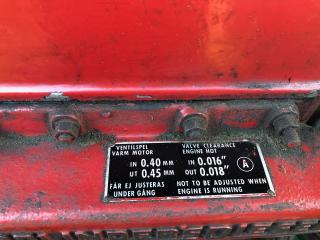 VENTILSPEL VALVE CLEARANCE
VARM MOTOR ENGINE HOT
IN 0.40 MM IN 0.016"
UT 0.45 MM OUT 0.018"
A
FÅR EJ JUSTERAS NOT TO BE ADJUSTED WHEN
UNDER GÅNG ENGINE IS RUNNING